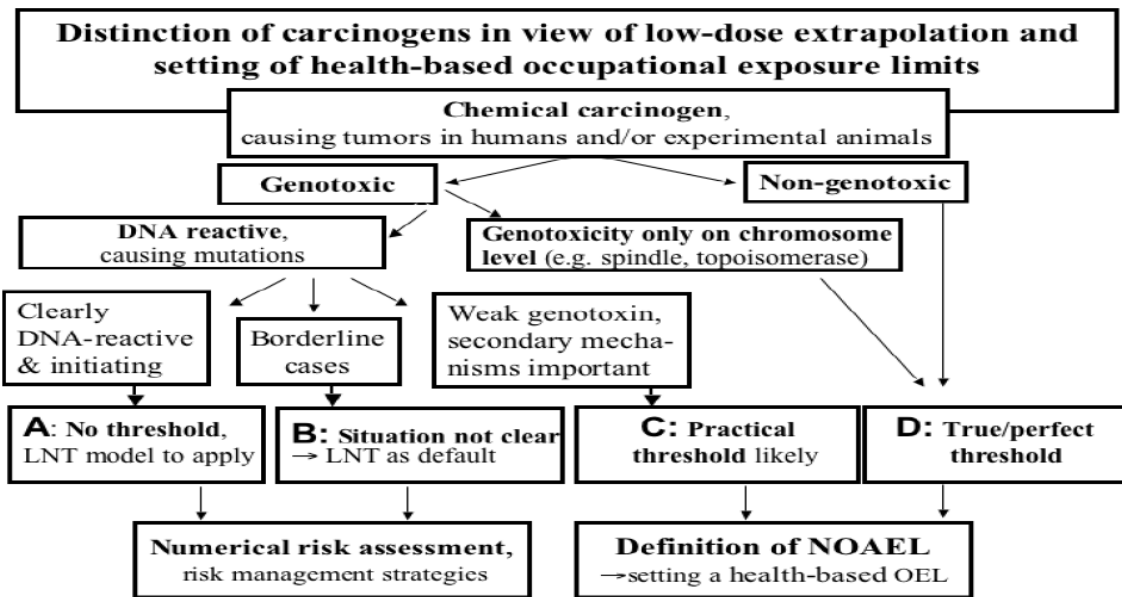 Distinction of carcinogens in view of low-dose extrapolation and
setting of health-based occupational exposure limits
Chemical carcinogen,
causing tumors in humans and/or experimental animals
Genotoxic
Non-genotoxic
DNA reactive,
causing mutations
Genotoxicity only on chromosome
level (e.g. spindle, topoisomerase)
Clearly
DNA-reactive
& initiating
Borderline
cases
Weak genotoxin,
secondary mecha-
nisms important
A: No threshold,
LNT model to apply
B: Situation not clear
→ LNT as default
C: Practical
threshold likely
D: True/perfect
threshold
Numerical risk assessment,
risk management strategies
Definition of NOAEL
→setting a health-based OEL